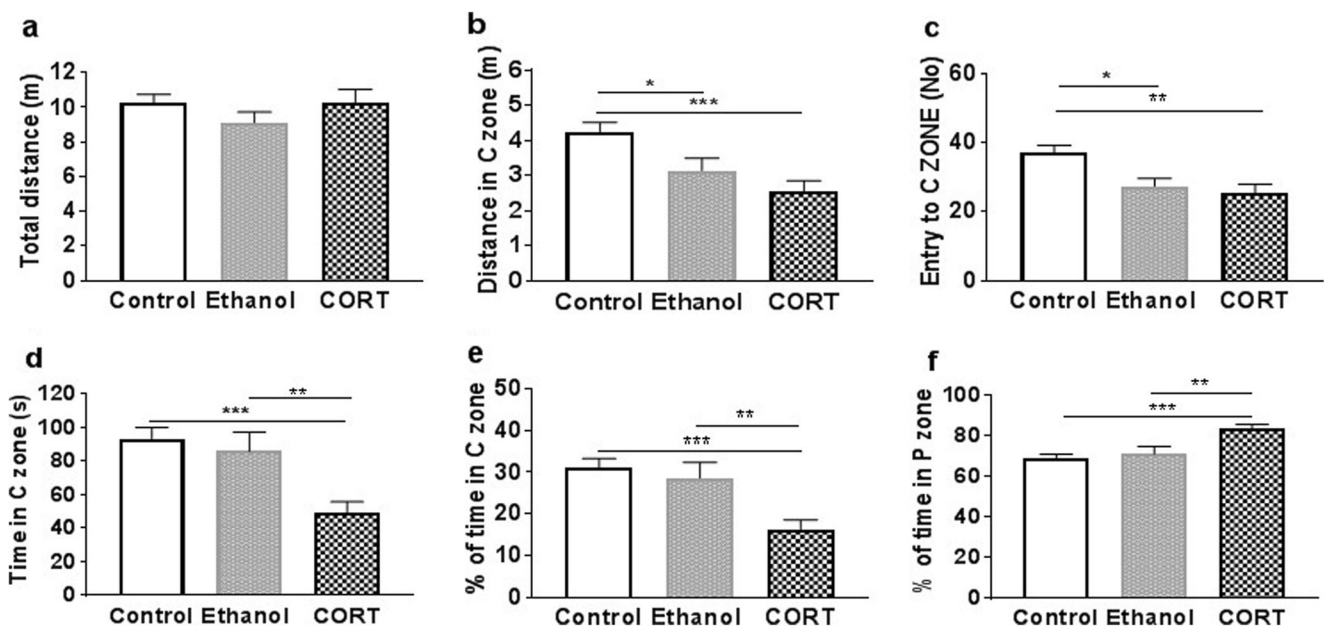 a
Total distance (m)
12
10
8
6
4
2
0
Control Ethanol CORT
b
Distance in C zone (m)
6
5
4
3
2
1
0
*
***
Control Ethanol CORT
c
Entry to C ZONE (No)
60
40
20
0
*
**
Control Ethanol CORT
d
Time in C zone (s)
120
100
80
60
40
20
0
**
***
Control Ethanol CORT
e
% of time in C zone
50
40
30
20
10
0
**
***
Control Ethanol CORT
f
% of time in P zone
100
80
60
40
20
0
**
***
Control Ethanol CORT